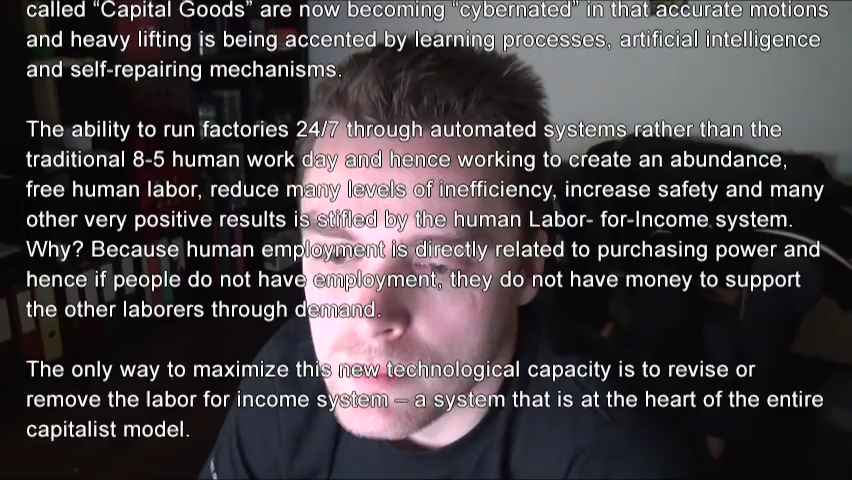 called “Capital Goods” are now becoming “cybernated” in that accurate motions
and heavy lifting is being accented by learning processes, artificial intelligence
and self-repairing mechanisms.
The ability to run factories 24/7 through automated systems rather than the
traditional 8-5 human work day and hence working to create an abundance,
free human labor, reduce many levels of inefficiency, increase safety and many
other very positive results is stifled by the human Labor- for-Income system.
Why? Because human employment is directly related to purchasing power and
hence if people do not have employment, they do not have money to support
the other laborers through demand.
The only way to maximize this new technological capacity is to revise or
remove the labor for income system – a system that is at the heart of the entire
capitalist model.